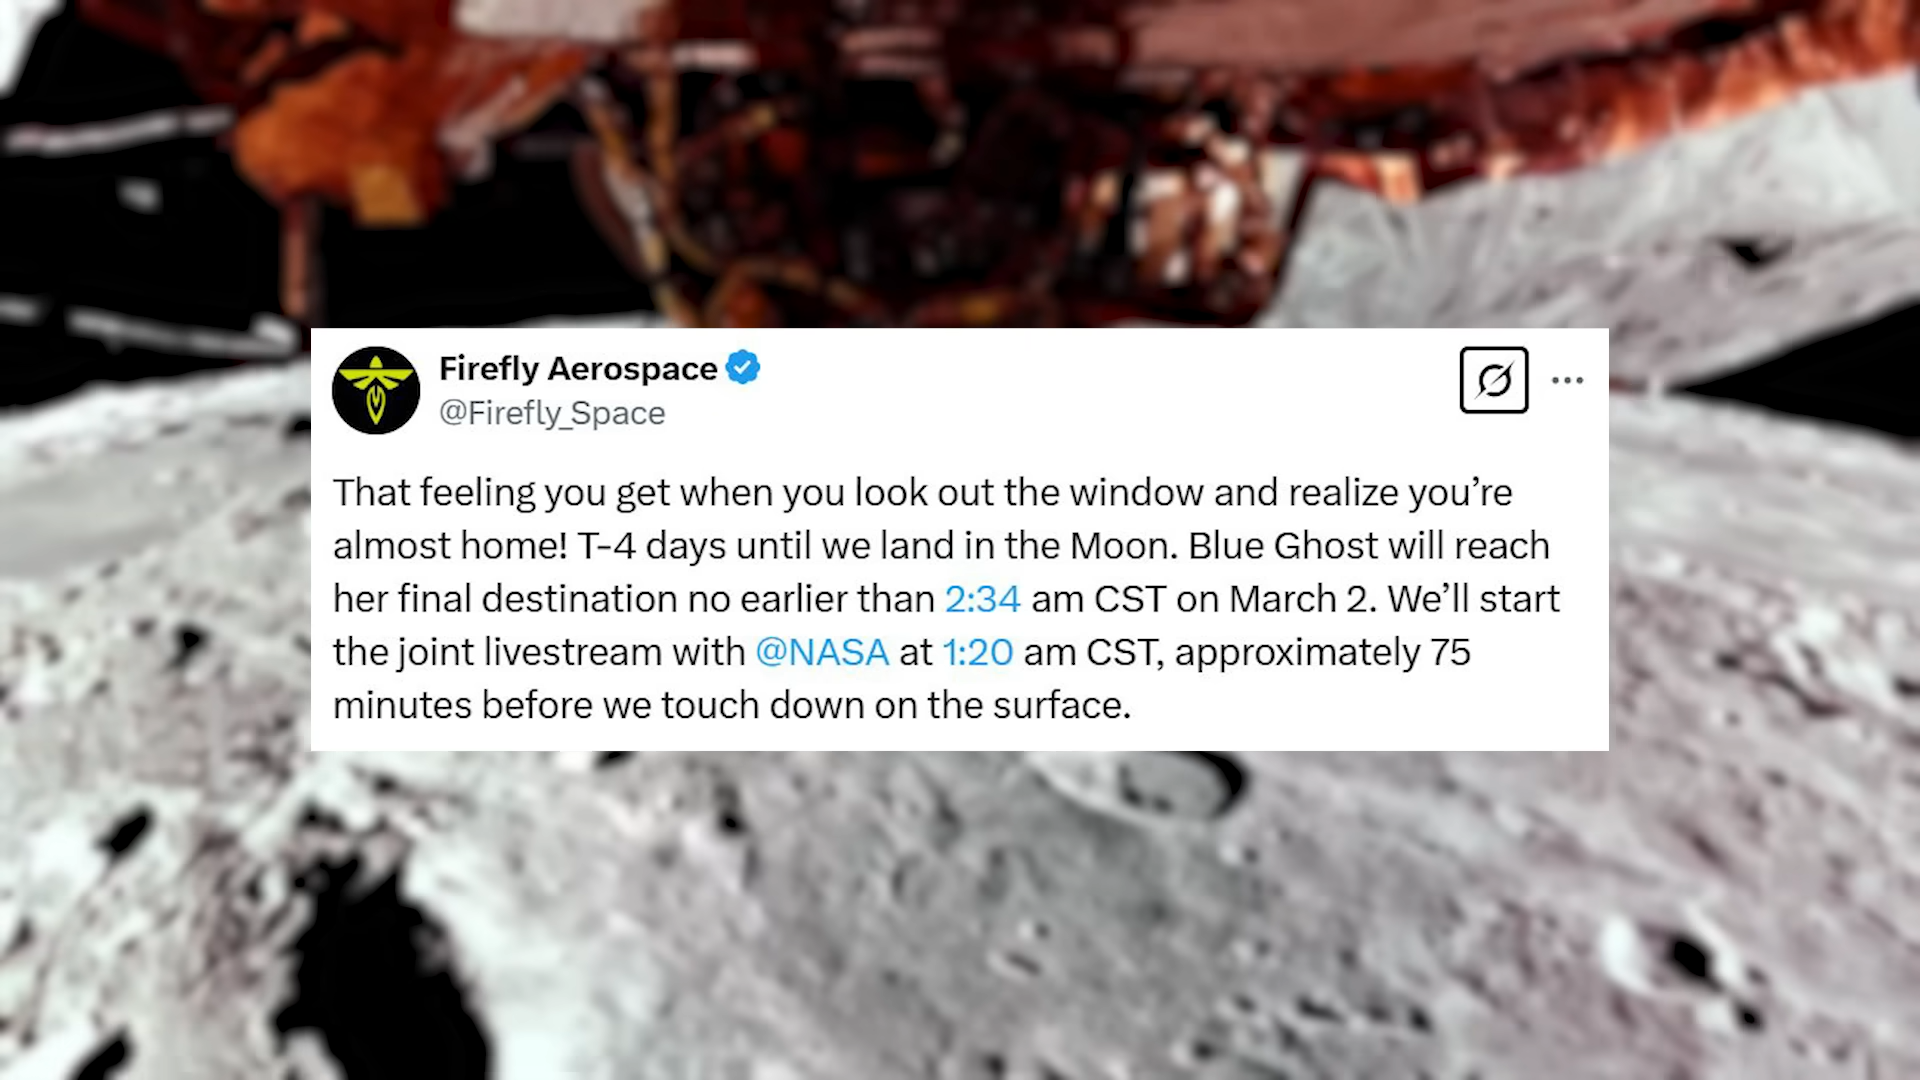 Firefly Aerospace
@Firefly_Space
That feeling you get when you look out the window and realize you’re
almost home! T-4 days until we land in the Moon. Blue Ghost will reach
her final destination no earlier than 2:34 am CST on March 2. We’ll start
the joint livestream with @NASA at 1:20 am CST, approximately 75
minutes before we touch down on the surface.